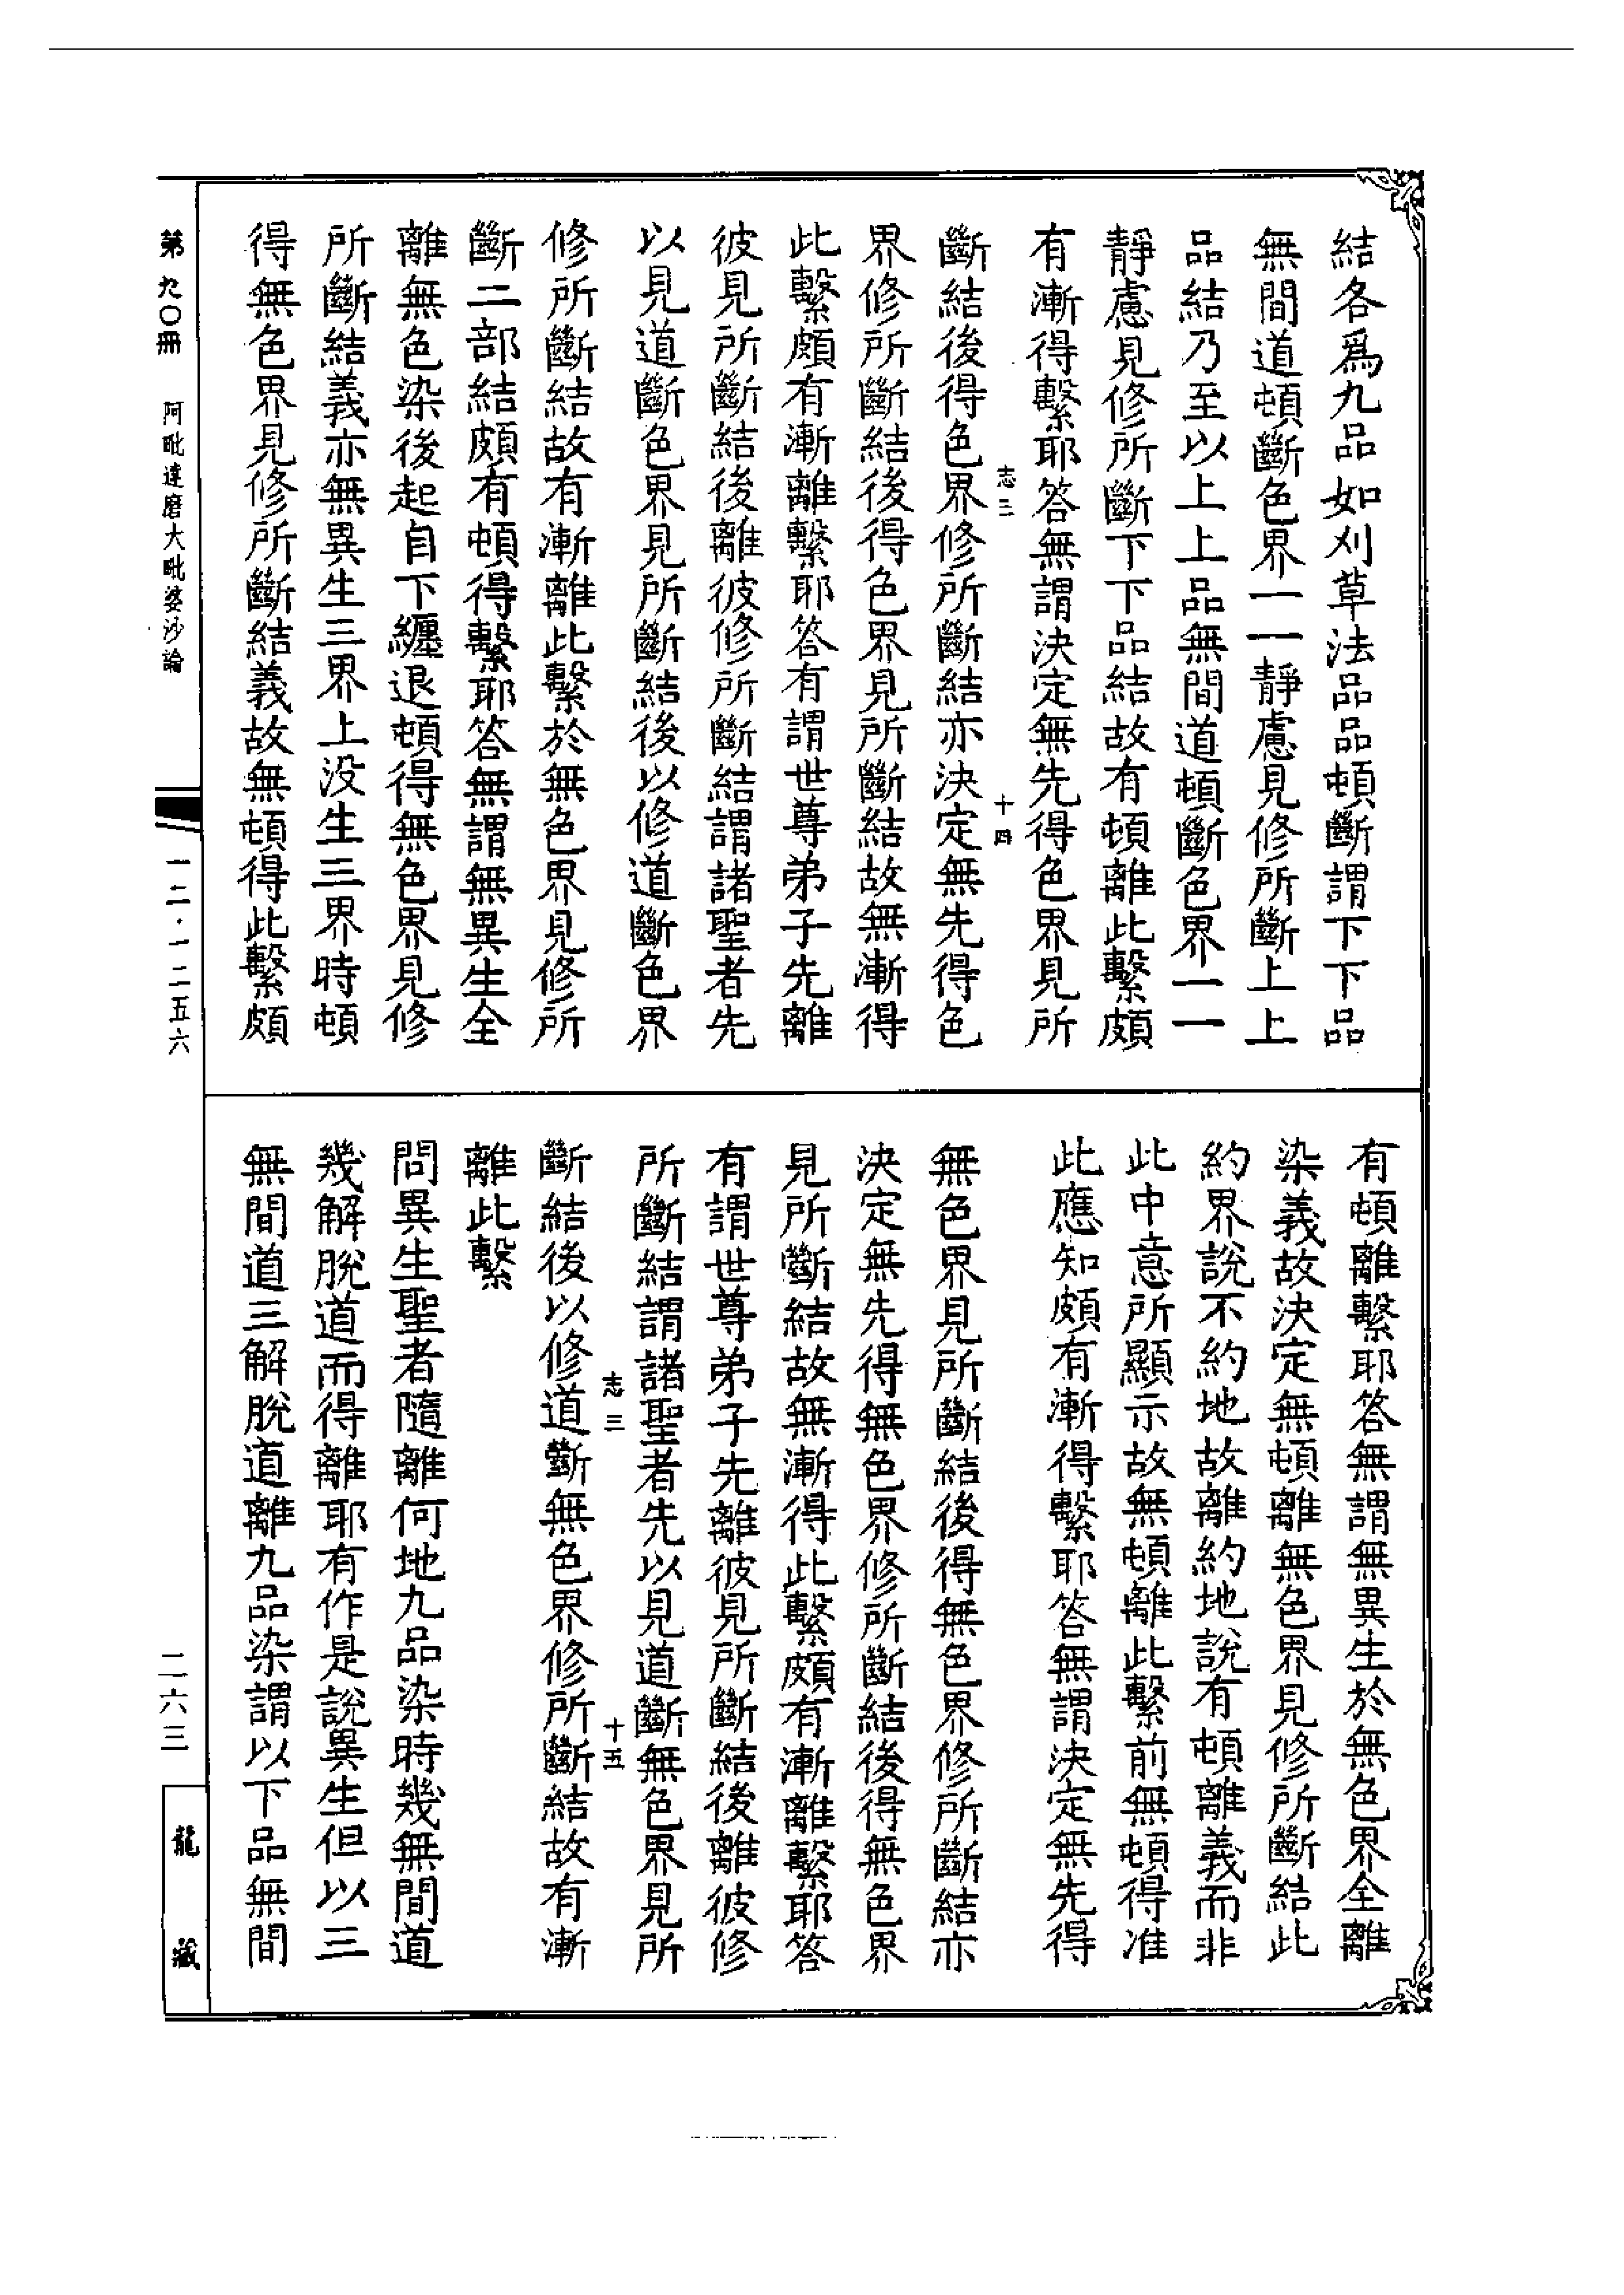 結各爲九品如刈草法品品頓斷謂下下品
無間道頓斷色界一一靜慮見修所斷上上
品結乃至以上上品無間道頓斷色界一一
靜慮見修所斷下下品結故有頓離此繫頗
有漸得繫耶答無謂決定無先得色界見所
志三 十四
斷結後得色界修所斷結亦決定無先得色
界修所斷結後得色界見所斷結故無漸得
此繫頗有漸離繫耶答有謂世尊弟子先離
彼見所斷結後離彼修所斷結謂諸聖者先
以見道斷色界見所斷結後以修道斷色界
修所斷結故有漸離此繫於無色界見修所
斷二部結頗有頓得繫耶答無謂無異生全
離無色染後起自下纏退頓得無色界見修
所斷結義亦無異生三界上没生三界時頓
得無色界見修所斷結義故無頓得此繫頗
有頓離繫耶答無謂無異生於無色界全離
染義故決定無頓離無色界見修所斷結此
約界說不約地故離約地說有頓離義而非
此中意所顯示故無頓離此繫前無頓得准
此應知頗有漸得繫耶答無謂決定無先得
無色界見所斷結後得無色界修所斷結亦
決定無先得無色界修所斷結後得無色界
見所斷結故無漸得此繫頗有漸離繫耶答
有謂世尊弟子先離彼見所斷結後離彼修
所斷結謂諸聖者先以見道斷無色界見所
志三 十五
斷結後以修道斷無色界修所斷結故有漸
離此繫
問異生聖者隨離何地九品染時幾無間道
幾解脫道而得離耶有作是說異生但以三
無間道三解脫道離九品染謂以下品無間
第九〇冊 阿毗達磨大毗婆沙論
一二·一二五六
二六三
龍藏